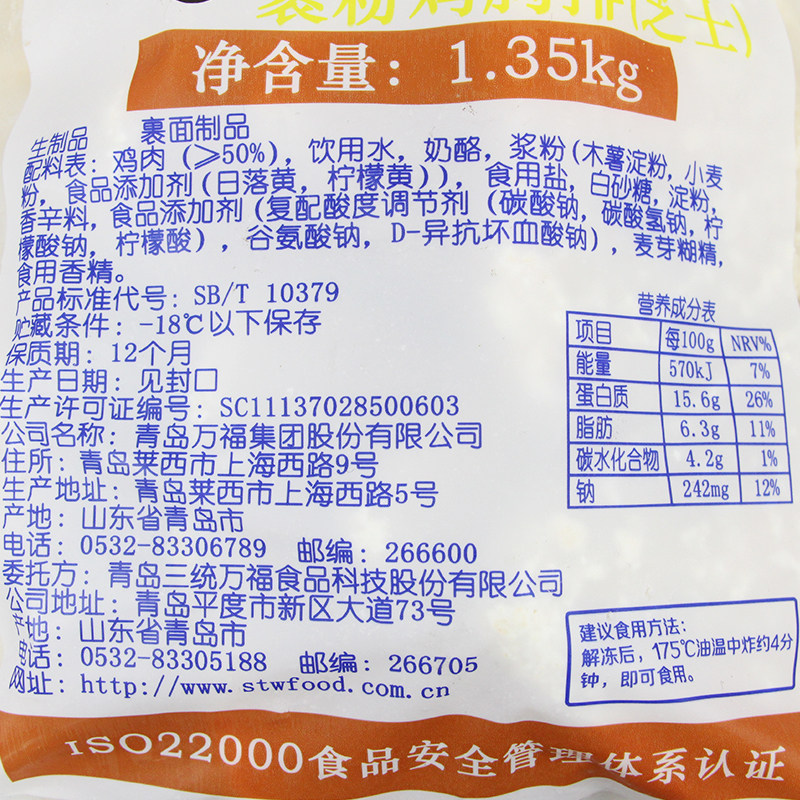 裹粉鸡胸排(芝士)
净含量：1.35kg
生制品 裹面制品
配料表：鸡肉（≥50%），饮用水，奶酪，浆粉（木薯淀粉，小麦
粉，食品添加剂（日落黄，柠檬黄）），食用盐，白砂糖，淀粉，
香辛料，食品添加剂（复配酸度调节剂（碳酸钠，碳酸氢钠，柠
檬酸钠，柠檬酸），谷氨酸钠，D-异抗坏血酸钠），麦芽糊精，
食用香精。
产品标准代号：SB/T 10379
贮藏条件：-18℃以下保存
保质期：12个月
生产日期：见封口
生产许可证编号：SC11137028500603
公司名称：青岛万福集团股份有限公司
住所：青岛莱西市上海西路9号
生产地址：青岛莱西市上海西路5号
产地：山东省青岛市
电话：0532-83306789 邮编：266600
委托方：青岛三统万福食品科技股份有限公司
公司地址：青岛平度市新区大道73号
产地：山东省青岛市
电话：0532-83305188 邮编：266705
网址：http://www.stwfood.com.cn
营养成分表
项目 每100g NRV%
能量 570kJ 7%
蛋白质 15.6g 26%
脂肪 6.3g 11%
碳水化合物 4.2g 1%
钠 242mg 12%
建议食用方法：
解冻后，175℃油温中炸约4分
钟，即可食用。
ISO22000食品安全管理体系认证